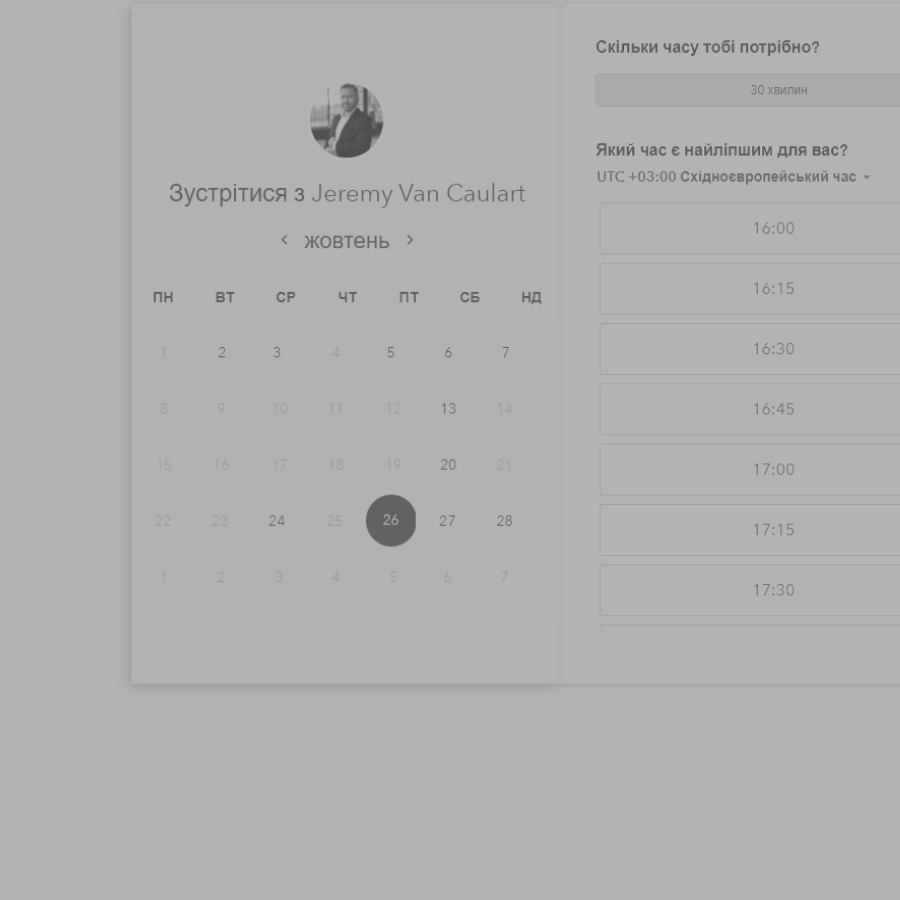 Зустрітися з Jeremy Van Caulart
жовтень
ПН ВТ СР ЧТ ПТ СБ НД
1 2 3 4 5 6 7
8 9 10 11 12 13 14
15 16 17 18 19 20 21
22 23 24 25 26 27 28
1 2 3 4 5 6 7
Скільки часу тобі потрібно?
30 хвилин
Який час є найліпшим для вас?
UTC +03:00 Східноєвропейський час
16:00
16:15
16:30
16:45
17:00
17:15
17:30